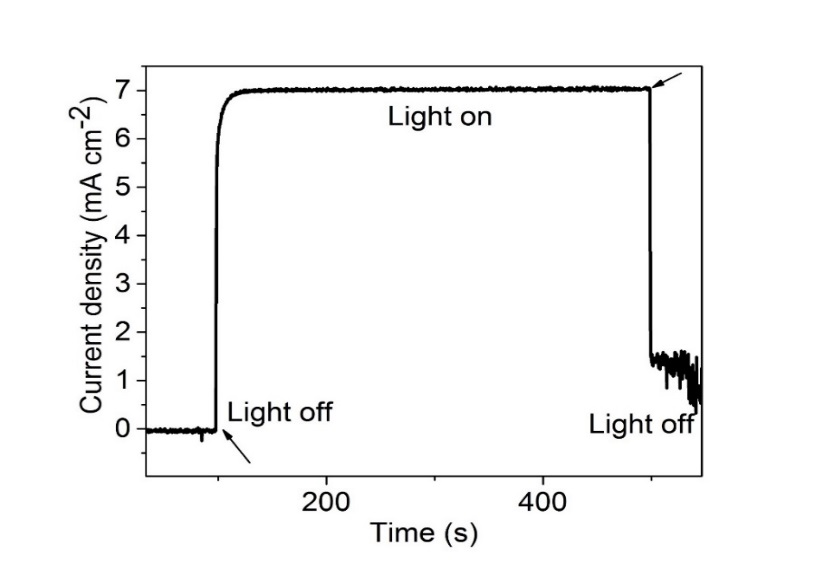 7
6
5
4
3
2
1
0
Current density (mA cm⁻²)
Light on
Light off
Light off
200
400
Time (s)